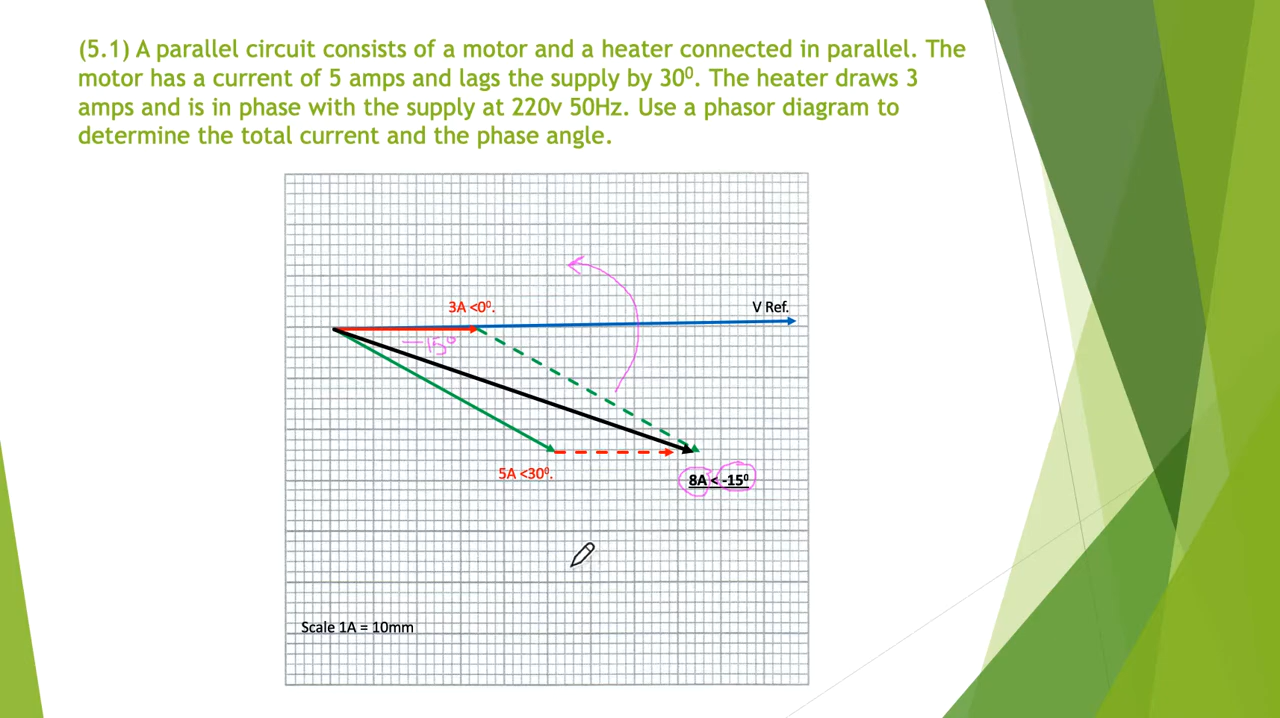 (5.1) A parallel circuit consists of a motor and a heater connected in parallel. The
motor has a current of 5 amps and lags the supply by 30⁰. The heater draws 3
amps and is in phase with the supply at 220v 50Hz. Use a phasor diagram to
determine the total current and the phase angle.
3A <0⁰.
V Ref.
-15⁰
5A <30⁰.
8A < -15⁰
Scale 1A = 10mm